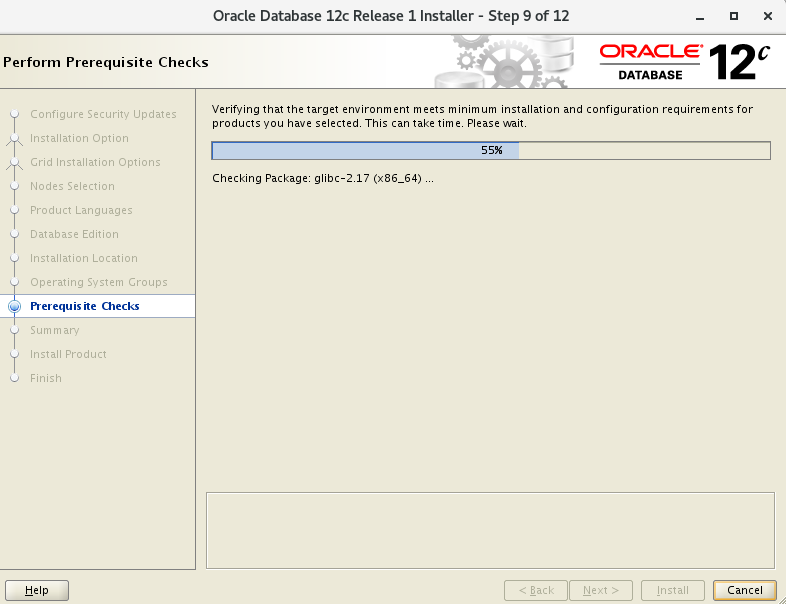 Oracle Database 12c Release 1 Installer - Step 9 of 12
Perform Prerequisite Checks
ORACLE
DATABASE
12c
Configure Security Updates
Installation Option
Grid Installation Options
Nodes Selection
Product Languages
Database Edition
Installation Location
Operating System Groups
Prerequisite Checks
Summary
Install Product
Finish
Verifying that the target environment meets minimum installation and configuration requirements for
products you have selected. This can take time. Please wait.
55%
Checking Package: glibc-2.17 (x86_64) ...
Help
< Back
Next >
Install
Cancel